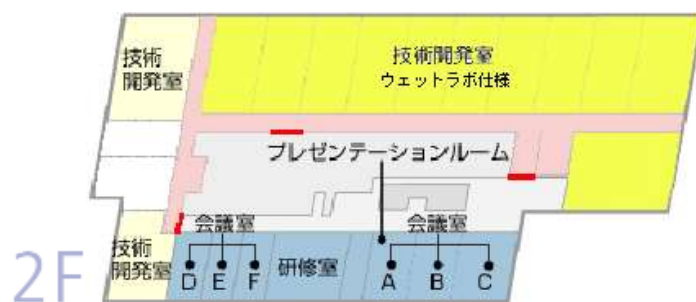 技術
開発室
技術開発室
ウェットラボ仕様
プレゼンテーションルーム
会議室
会議室
技術
開発室
D
E
F
研修室
A
B
C
2F